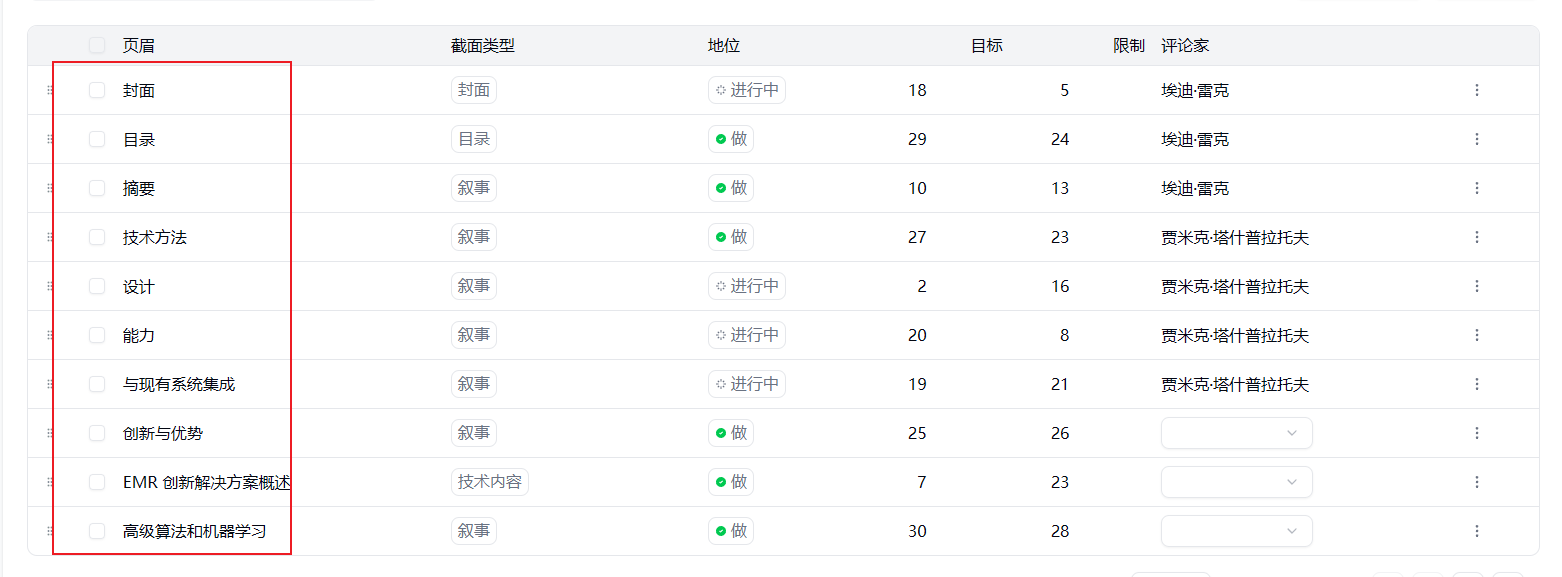 页眉 截面类型 地位 目标 限制 评论家
封面 封面 进行中 18 5 埃迪·雷克
目录 目录 做 29 24 埃迪·雷克
摘要 叙事 做 10 13 埃迪·雷克
技术方法 叙事 做 27 23 贾米克·塔什普拉托夫
设计 叙事 进行中 2 16 贾米克·塔什普拉托夫
能力 叙事 进行中 20 8 贾米克·塔什普拉托夫
与现有系统集成 叙事 进行中 19 21 贾米克·塔什普拉托夫
创新与优势 叙事 做 25 26
EMR 创新解决方案概述 技术内容 做 7 23
高级算法和机器学习 叙事 做 30 28